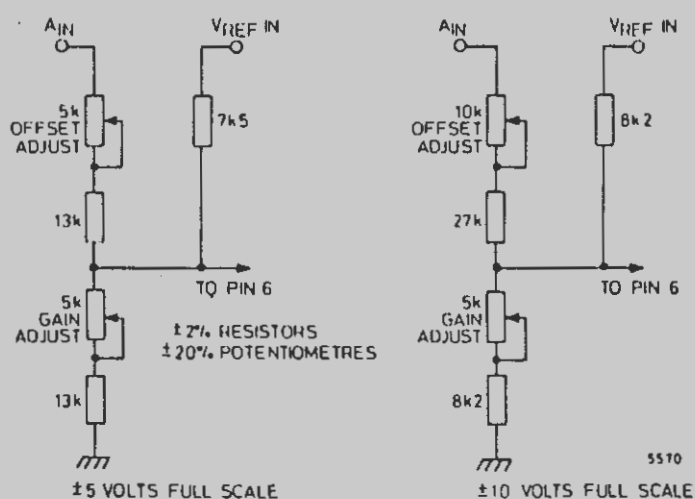 AIN
VREF IN
5k
OFFSET
ADJUST
7k5
13k
TO PIN 6
5k
GAIN
ADJUST
13k
±2% RESISTORS
±20% POTENTIOMETRES
±5 VOLTS FULL SCALE
AIN
VREF IN
10k
OFFSET
ADJUST
8k2
27k
TO PIN 6
5k
GAIN
ADJUST
8k2
5570
±10 VOLTS FULL SCALE